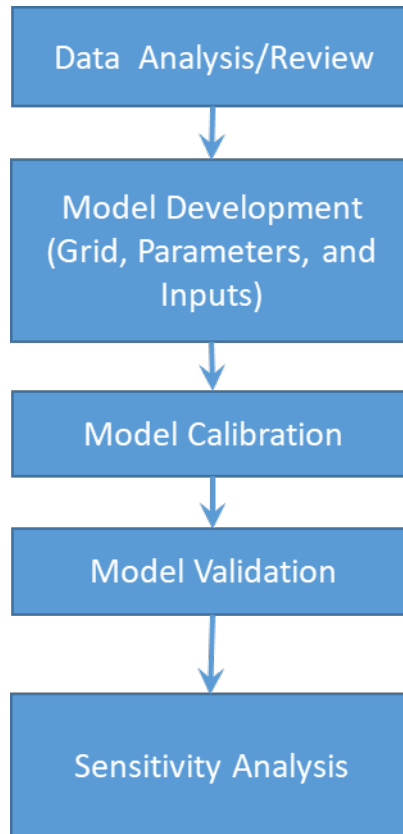 Data Analysis/Review
Model Development
(Grid, Parameters, and
Inputs)
Model Calibration
Model Validation
Sensitivity Analysis